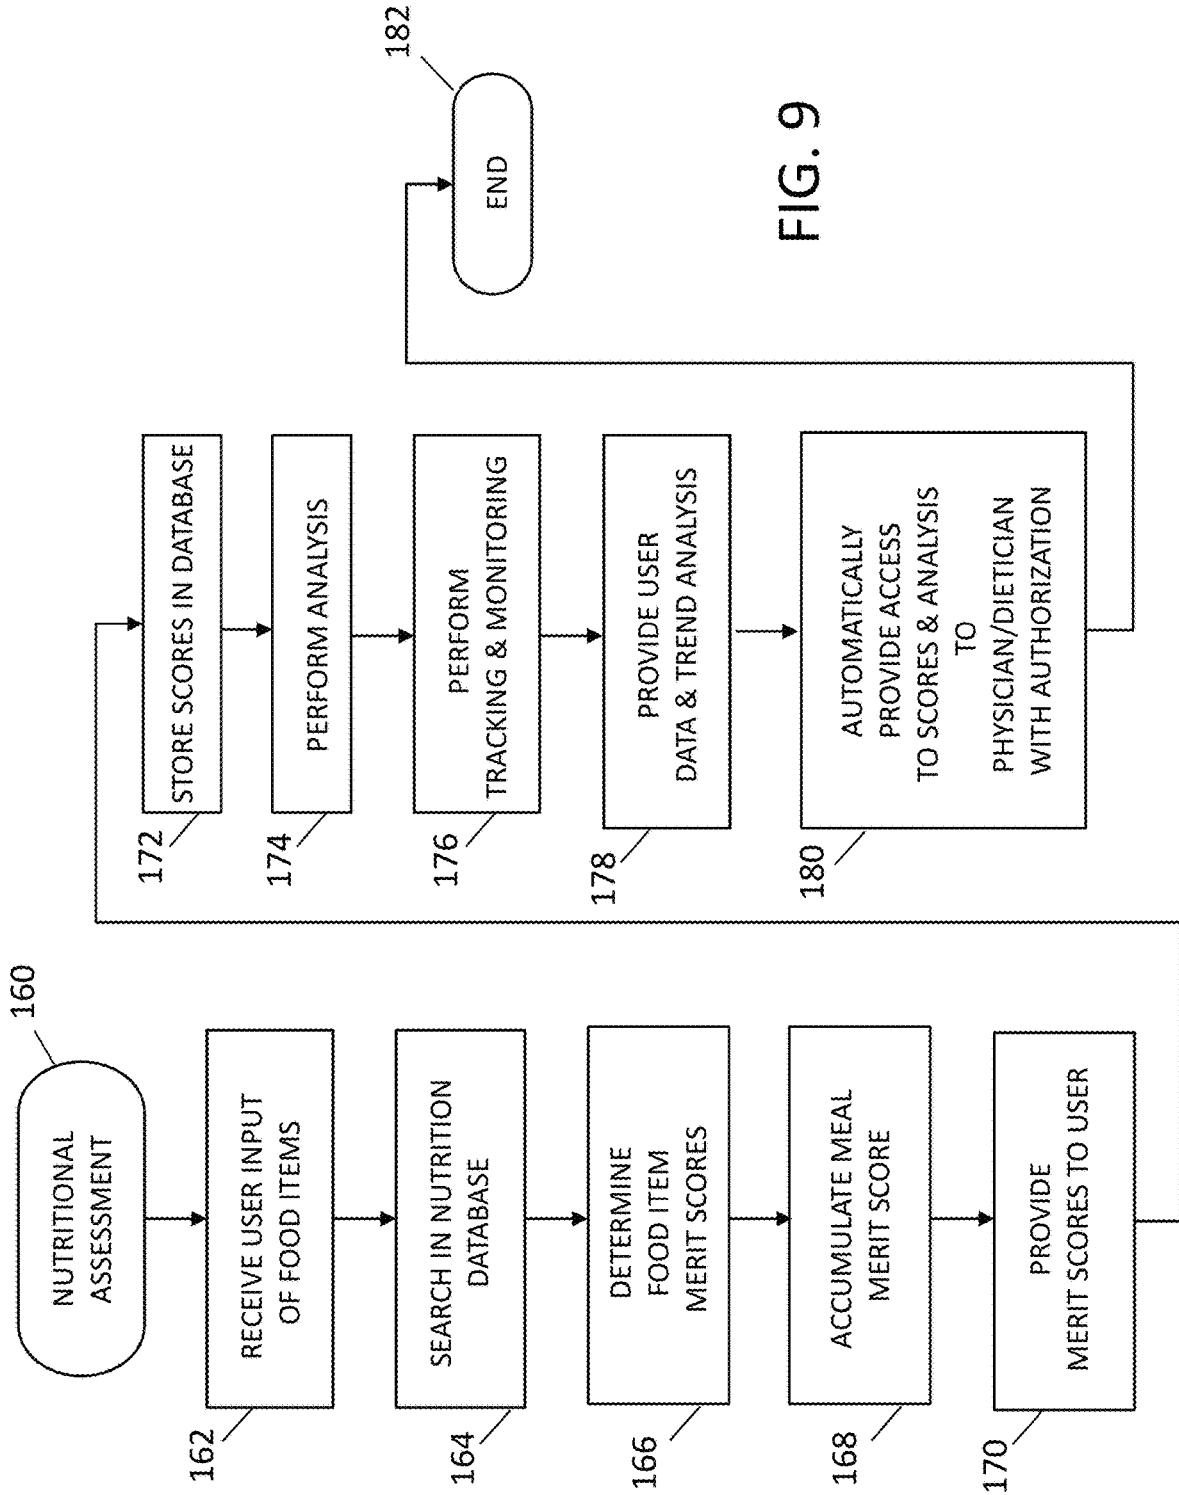 160
NUTRITIONAL
ASSESSMENT
162
RECEIVE USER INPUT
OF FOOD ITEMS
164
SEARCH IN NUTRITION
DATABASE
166
DETERMINE
FOOD ITEM
MERIT SCORES
168
ACCUMULATE MEAL
MERIT SCORE
170
PROVIDE
MERIT SCORES TO USER
172
STORE SCORES IN DATABASE
174
PERFORM ANALYSIS
176
PERFORM
TRACKING & MONITORING
178
PROVIDE USER
DATA & TREND ANALYSIS
180
AUTOMATICALLY
PROVIDE ACCESS
TO SCORES & ANALYSIS
TO
PHYSICIAN/DIETICIAN
WITH AUTHORIZATION
182
END
FIG. 9